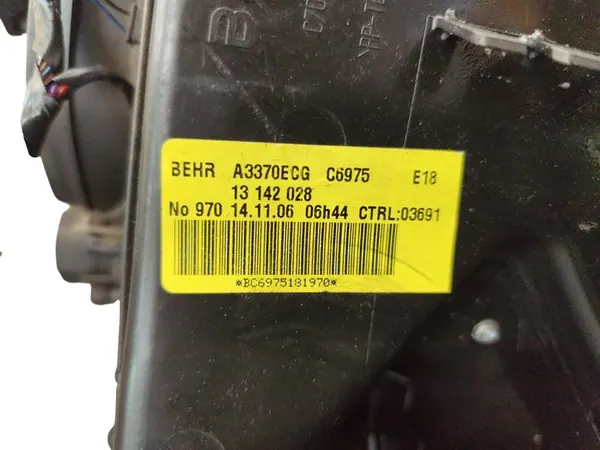 BEHR A3370ECG C6975 E18
13 142 028
No 970 14.11.06 06h44 CTRL:03691
*BC6975181970*